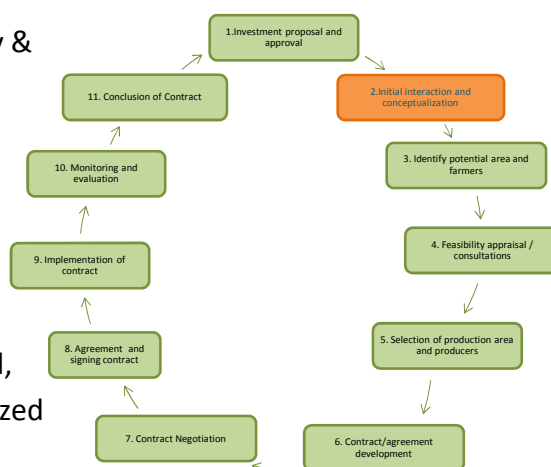 y &
1.Investment proposal and
approval
2.Initial interaction and
conceptualization
3. Identify potential area and
farmers
4. Feasibility appraisal /
consultations
5. Selection of production area
and producers
6. Contract/agreement
development
7. Contract Negotiation
8. Agreement and
signing contract
9. Implementation of
contract
10. Monitoring and
evaluation
11. Conclusion of Contract
l,
zed